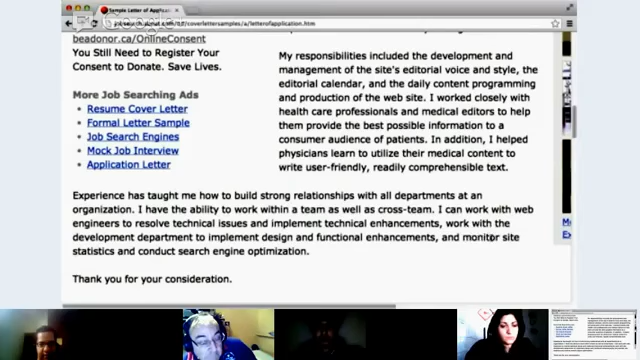 Sample Letter of Applicati
/coverlettersamples/a/letterofapplication.htm
beadonor.ca/OnlineConsent
You Still Need to Register Your
Consent to Donate. Save Lives.
More Job Searching Ads
Resume Cover Letter
Formal Letter Sample
Job Search Engines
Mock Job Interview
Application Letter
My responsibilities included the development and
management of the site's editorial voice and style, the
editorial calendar, and the daily content programming
and production of the web site. I worked closely with
health care professionals and medical editors to help
them provide the best possible information to a
consumer audience of patients. In addition, I helped
physicians learn to utilize their medical content to
write user-friendly, readily comprehensible text.
Experience has taught me how to build strong relationships with all departments at an
organization. I have the ability to work within a team as well as cross-team. I can work with web
engineers to resolve technical issues and implement technical enhancements, work with the
development department to implement design and functional enhancements, and monitor site
statistics and conduct search engine optimization.
Thank you for your consideration.